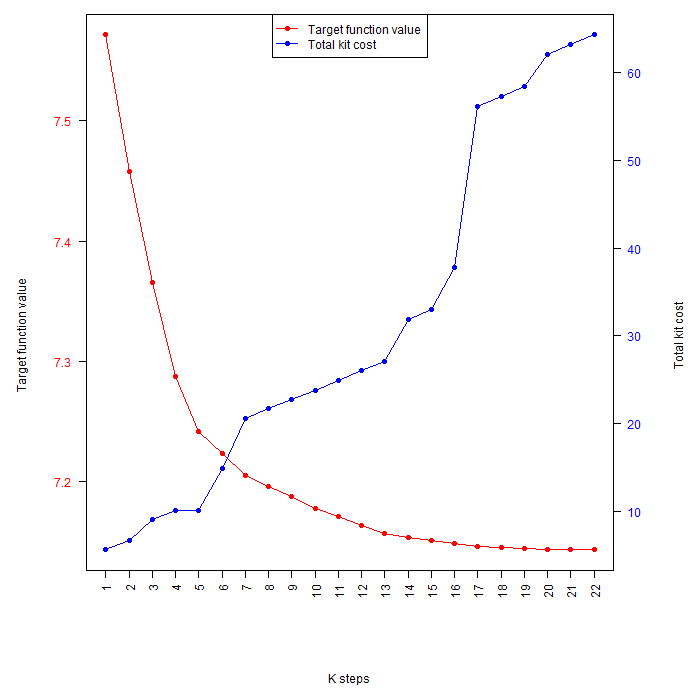 Target function value
Total kit cost
7.5
7.4
7.3
7.2
Target function value
60
50
40
30
20
10
Total kit cost
1 2 3 4 5 6 7 8 9 10 11 12 13 14 15 16 17 18 19 20 21 22
K steps